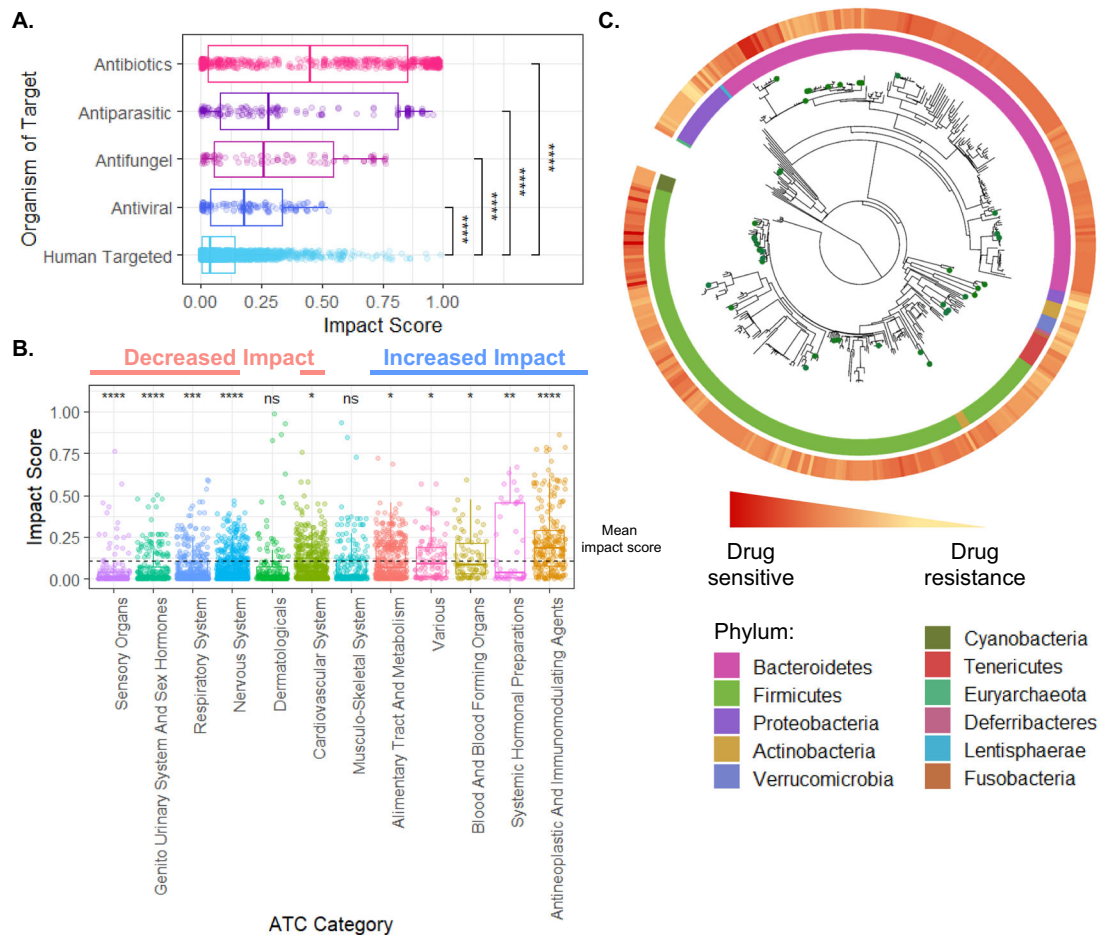 A.
Organism of Target
Antibiotics
Antiparasitic
Antifungel
Antiviral
Human Targeted
****
****
****
****
0.00 0.25 0.50 0.75 1.00
Impact Score
B.
Decreased Impact
Increased Impact
Impact Score
1.00
0.75
0.50
0.25
0.00
**** **** *** **** ns * ns * * * ** ****
Mean
impact score
Sensory Organs
Genito Urinary System And Sex Hormones
Respiratory System
Nervous System
Dermatologicals
Cardiovascular System
Musculo-Skeletal System
Alimentary Tract And Metabolism
Various
Blood And Blood Forming Organs
Systemic Hormonal Preparations
Antineoplastic And Immunomodulating Agents
ATC Category
C.
Drug
sensitive
Drug
resistance
Phylum:
Bacteroidetes
Firmicutes
Proteobacteria
Actinobacteria
Verrucomicrobia
Cyanobacteria
Tenericutes
Euryarchaeota
Deferribacteres
Lentisphaerae
Fusobacteria